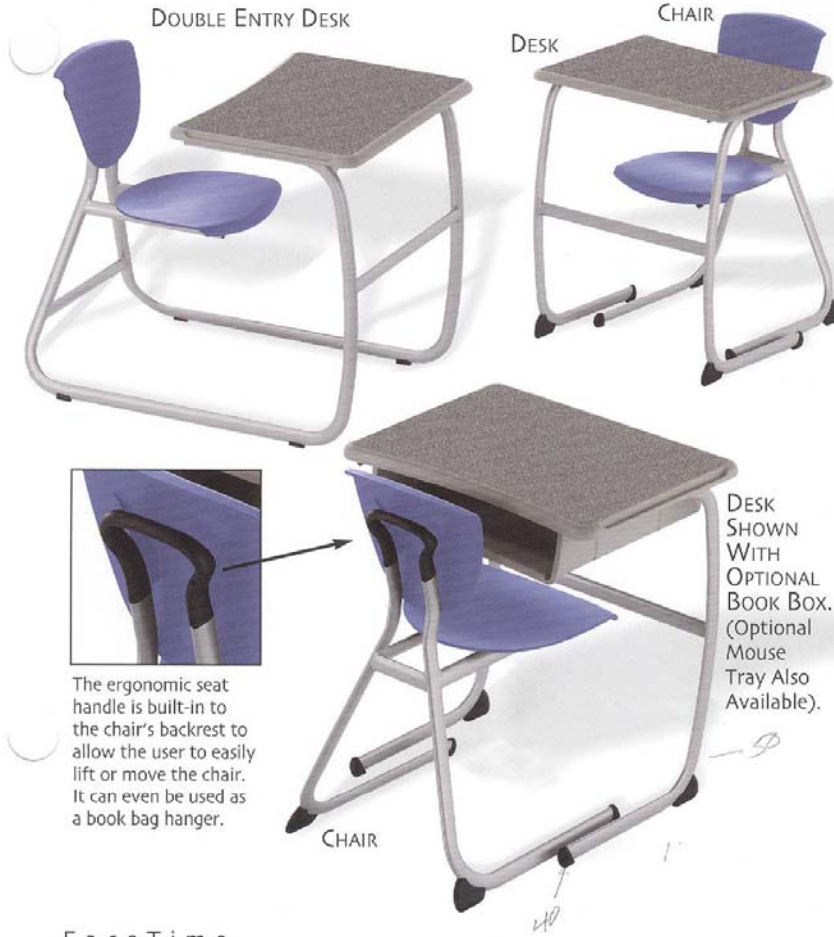 DOUBLE ENTRY DESK
CHAIR
DESK
DESK
SHOWN
WITH
OPTIONAL
BOOK BOX.
(Optional
Mouse
Tray Also
Available).
The ergonomic seat
handle is built-in to
the chair's backrest to
allow the user to easily
lift or move the chair.
It can even be used as
a book bag hanger.
50
CHAIR
40